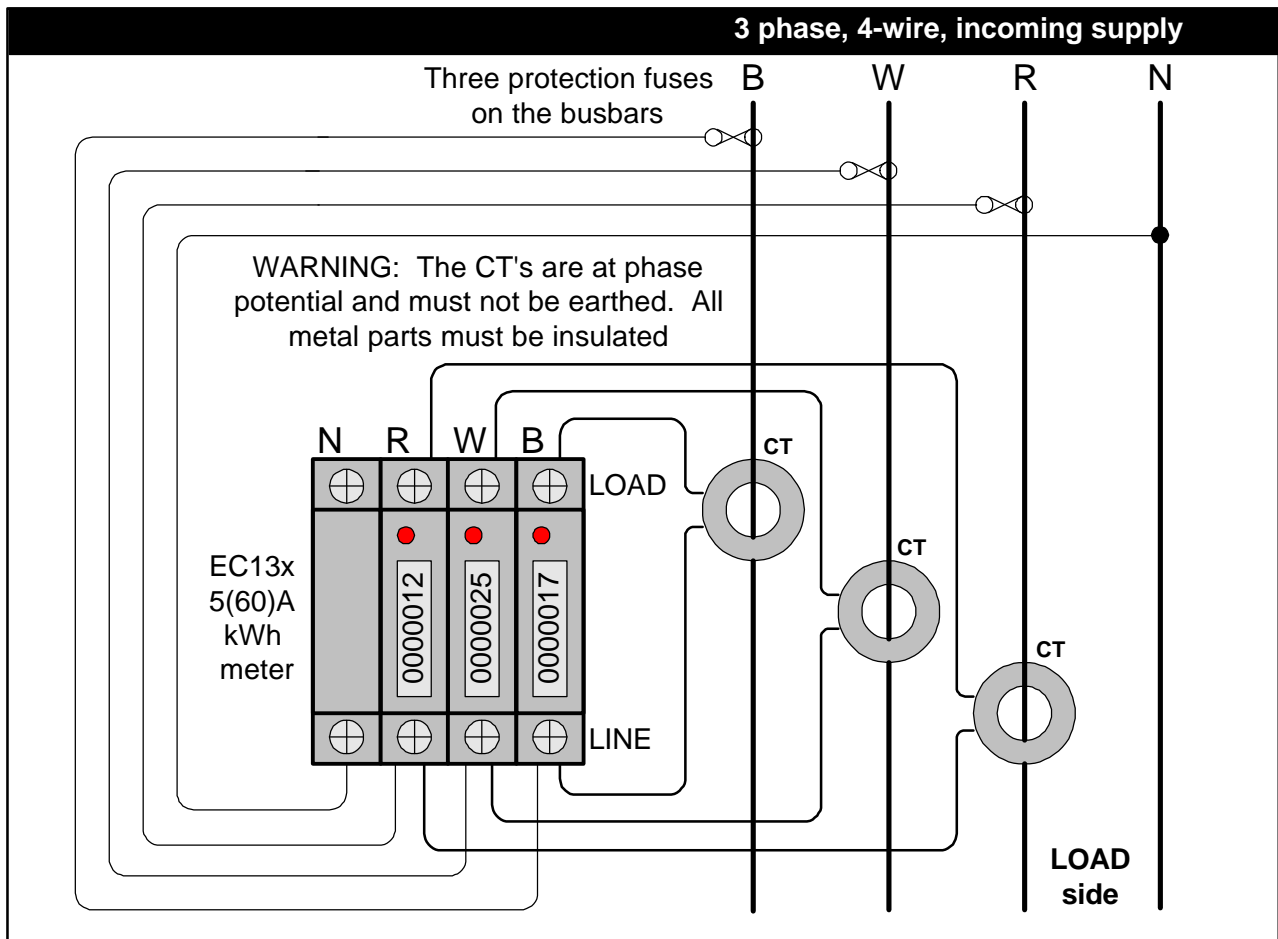 3 phase, 4-wire, incoming supply
Three protection fuses
on the busbars
B W R N
WARNING: The CT's are at phase
potential and must not be earthed. All
metal parts must be insulated
N R W B
LOAD
CT
CT
CT
EC13x
5(60)A
kWh
meter
0000012
0000025
0000017
LINE
LOAD
side